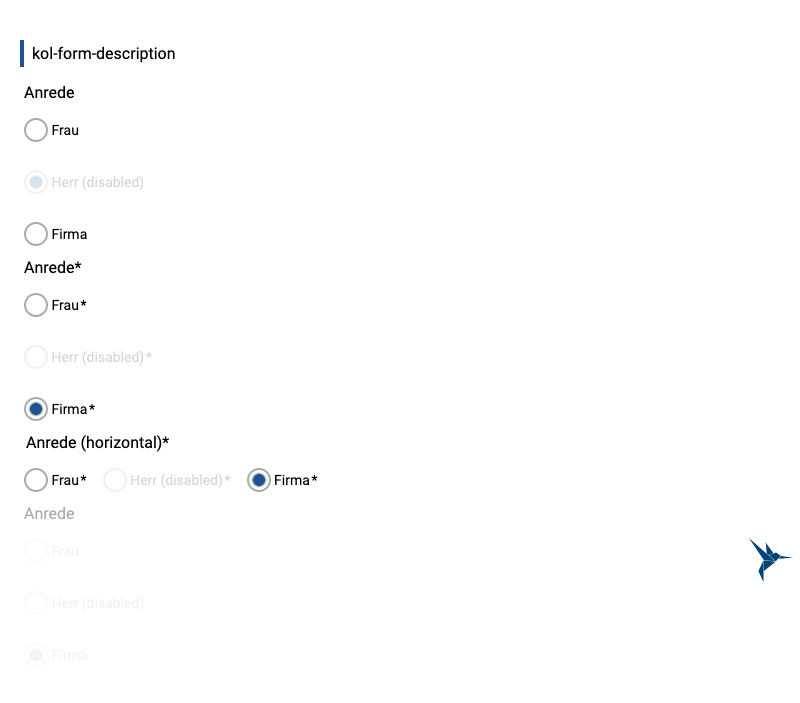 kol-form-description
Anrede
Frau
Herr (disabled)
Firma
Anrede*
Frau*
Herr (disabled)*
Firma*
Anrede (horizontal)*
Frau* Herr (disabled)* Firma*
Anrede
Frau
Herr (disabled)
Firma